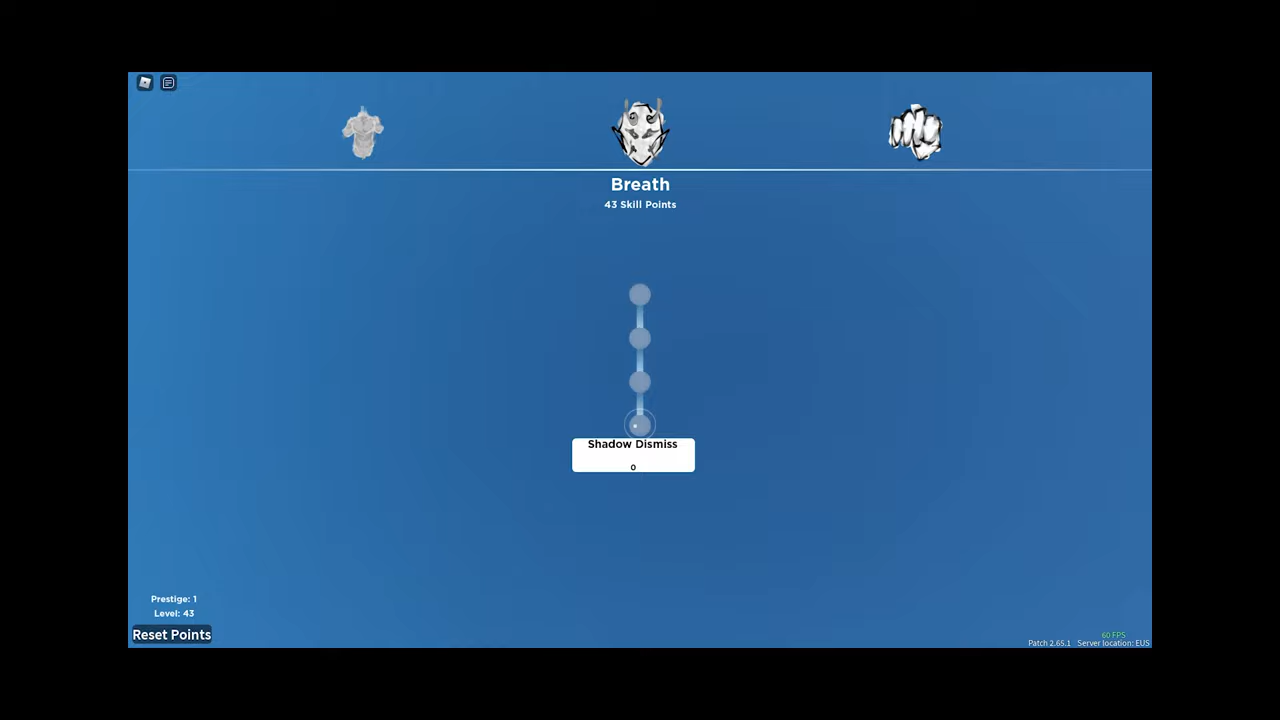 Breath
43 Skill Points
Shadow Dismiss
0
Prestige: 1
Level: 43
Reset Points
60 FPS
Patch 2.65.1 Server location: EUS